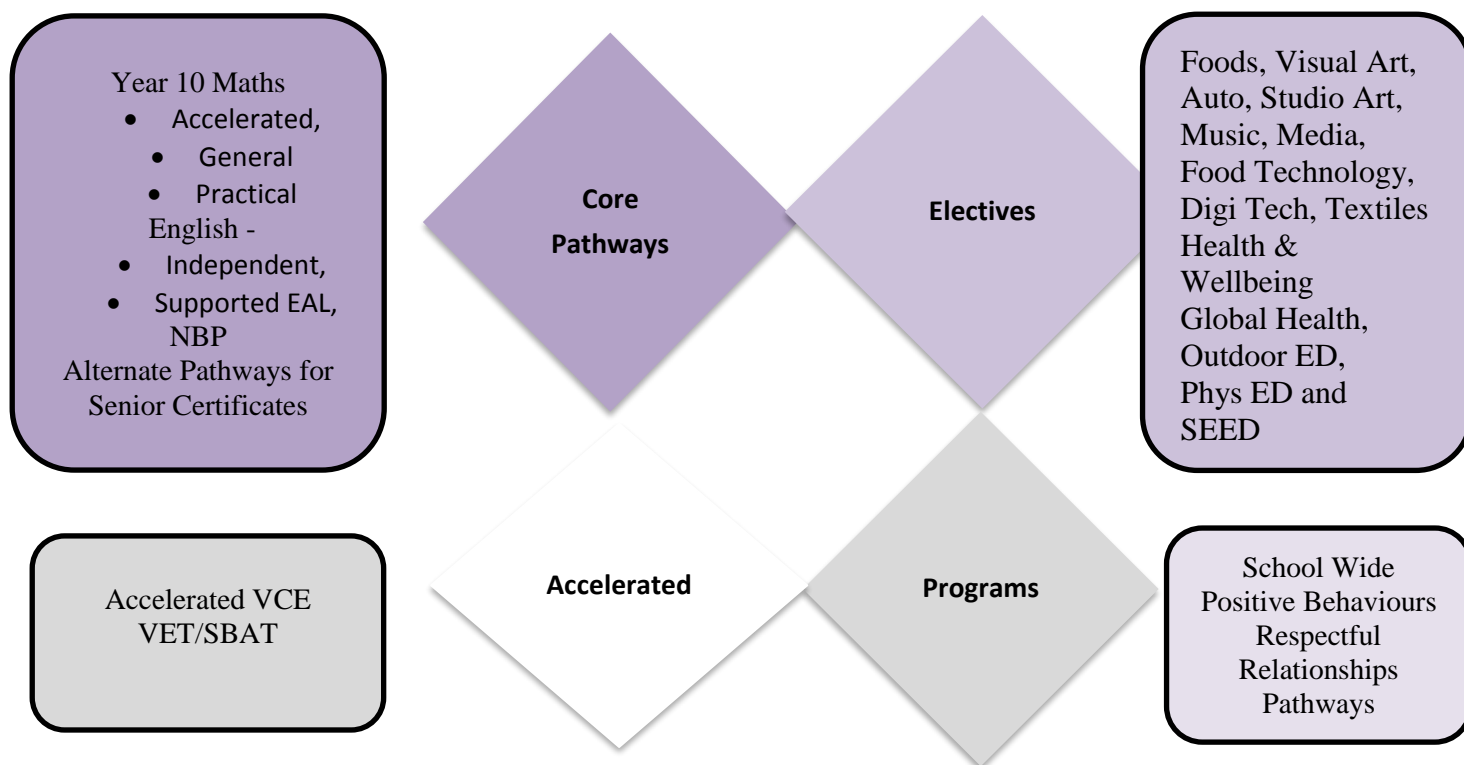 Year 10 Maths
• Accelerated,
• General
• Practical
English -
• Independent,
• Supported EAL,
NBP
Alternate Pathways for
Senior Certificates
Core
Pathways
Electives
Foods, Visual Art,
Auto, Studio Art,
Music, Media,
Food Technology,
Digi Tech, Textiles
Health &
Wellbeing
Global Health,
Outdoor ED,
Phys ED and
SEED
Accelerated VCE
VET/SBAT
Accelerated
Programs
School Wide
Positive Behaviours
Respectful
Relationships
Pathways